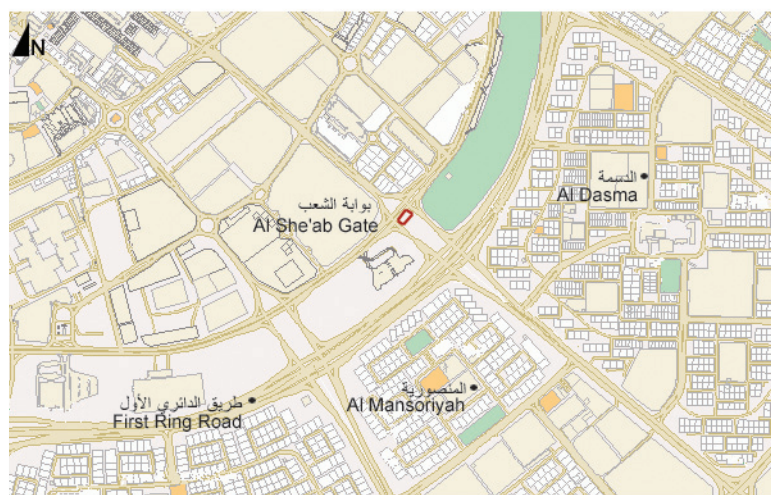 N
الدسمة
Al Dasma
بوابة الشعب
Al She'ab Gate
المنصورية
Al Mansoriyah
طريق الدائري الأول
First Ring Road